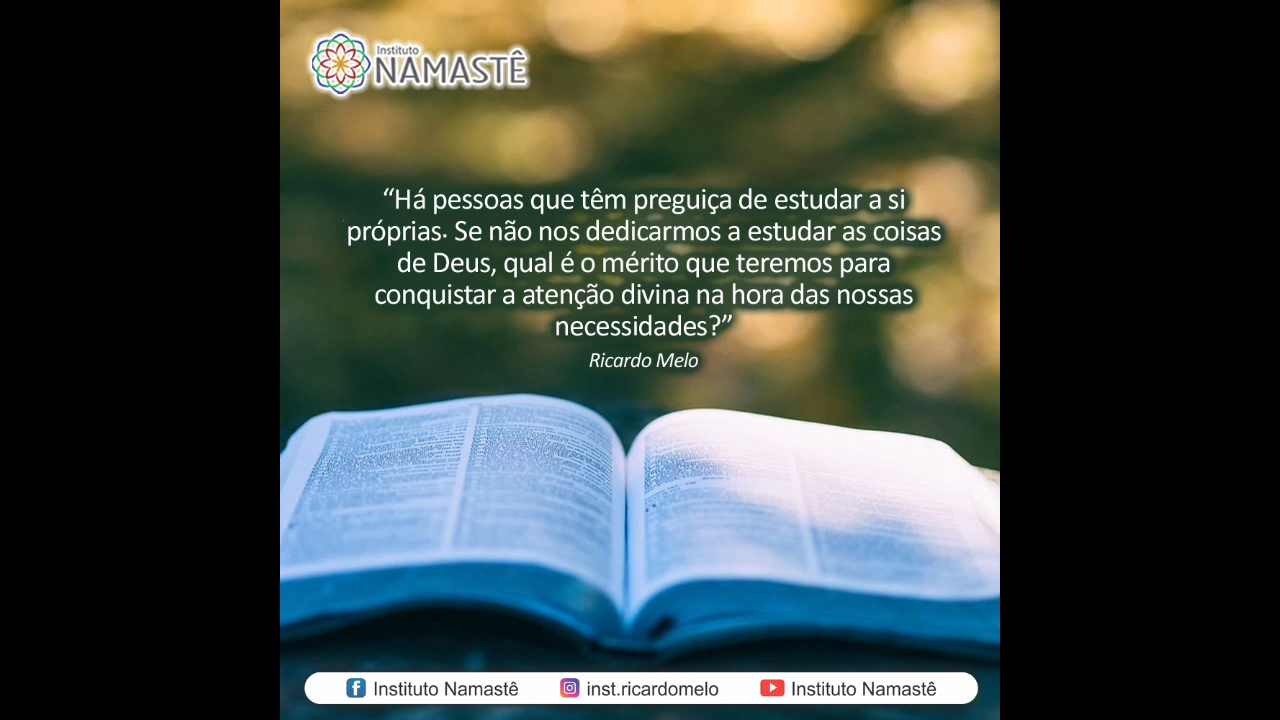 Instituto
NAMASTÊ
“Há pessoas que têm preguiça de estudar a si
próprias. Se não nos dedicarmos a estudar as coisas
de Deus, qual é o mérito que teremos para
conquistar a atenção divina na hora das nossas
necessidades?”
Ricardo Melo
Instituto Namastê inst.ricardomelo Instituto Namastê